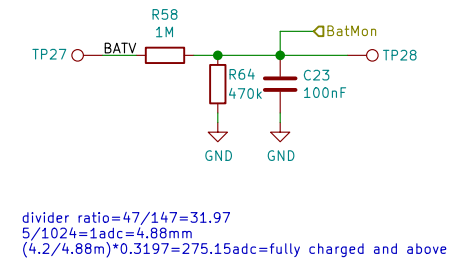 R58
1M
TP27
BATV
BatMon
TP28
R64
470k
C23
100nF
GND
GND
divider ratio=47/147=31.97
5/1024=1adc=4.88mm
(4.2/4.88m)*0.3197=275.15adc=fully charged and above